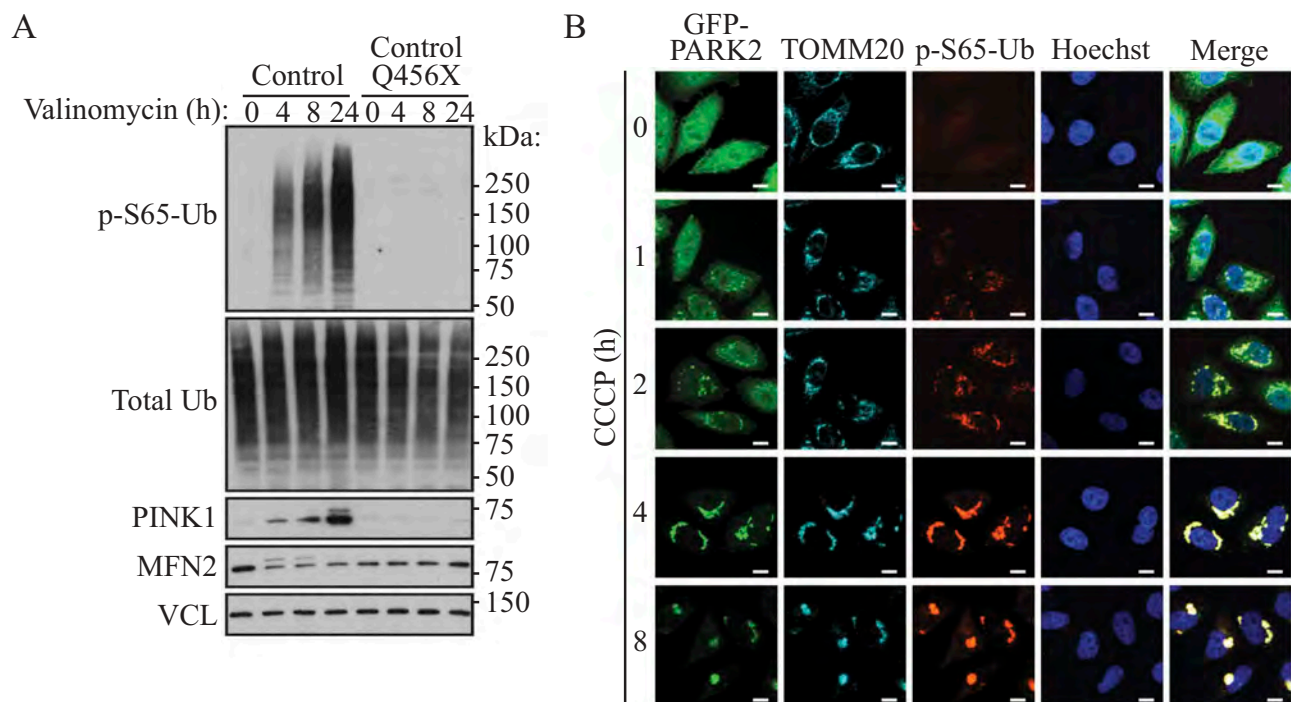 A
Control
Control
Q456X
Valinomycin (h): 0 4 8 24 0 4 8 24
kDa:
p-S65-Ub
250
150
100
75
50
Total Ub
250
150
100
75
50
PINK1
75
MFN2
75
VCL
150
B
GFP-
PARK2 TOMM20 p-S65-Ub Hoechst Merge
CCCP (h)
0
1
2
4
8